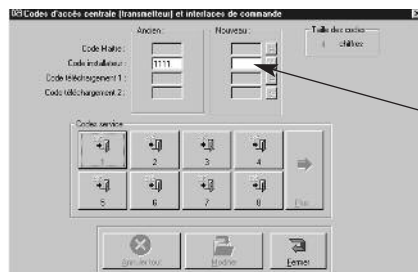 Codes d'accès centrale (transmetteur) et interfaces de commande
Ancien : Nouveau : Taille des codes
Code Maître :
Code installateur : 1111 chiffres
Code téléchargement 1 :
Code téléchargement 2 :
Codes service
1 2 3 4
5 6 7 8 Plus
Annuler tout Modifier Fermer